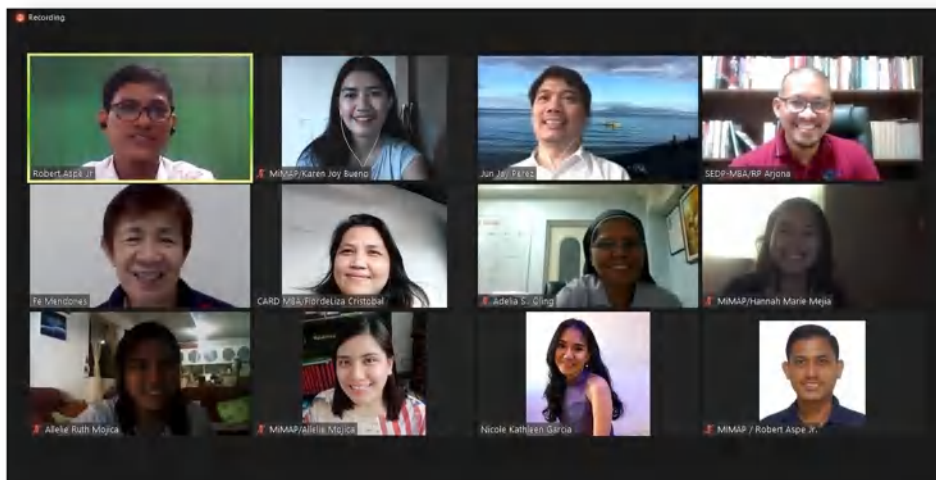 Recording
Robert Aspe Jr
MiMAP/Karen Joy Bueno
Jun Jay Perez
SEDP-MBA/RP Arjona
Fe Mendones
CARD MBA/FlordeLiza Cristobal
Adelia S. Oling
MiMAP/Hannah Marie Mejia
Allelie Ruth Mojica
MiMAP/Allelie Mojica
Nicole Kathleen Garcia
MiMAP / Robert Aspe Jr.